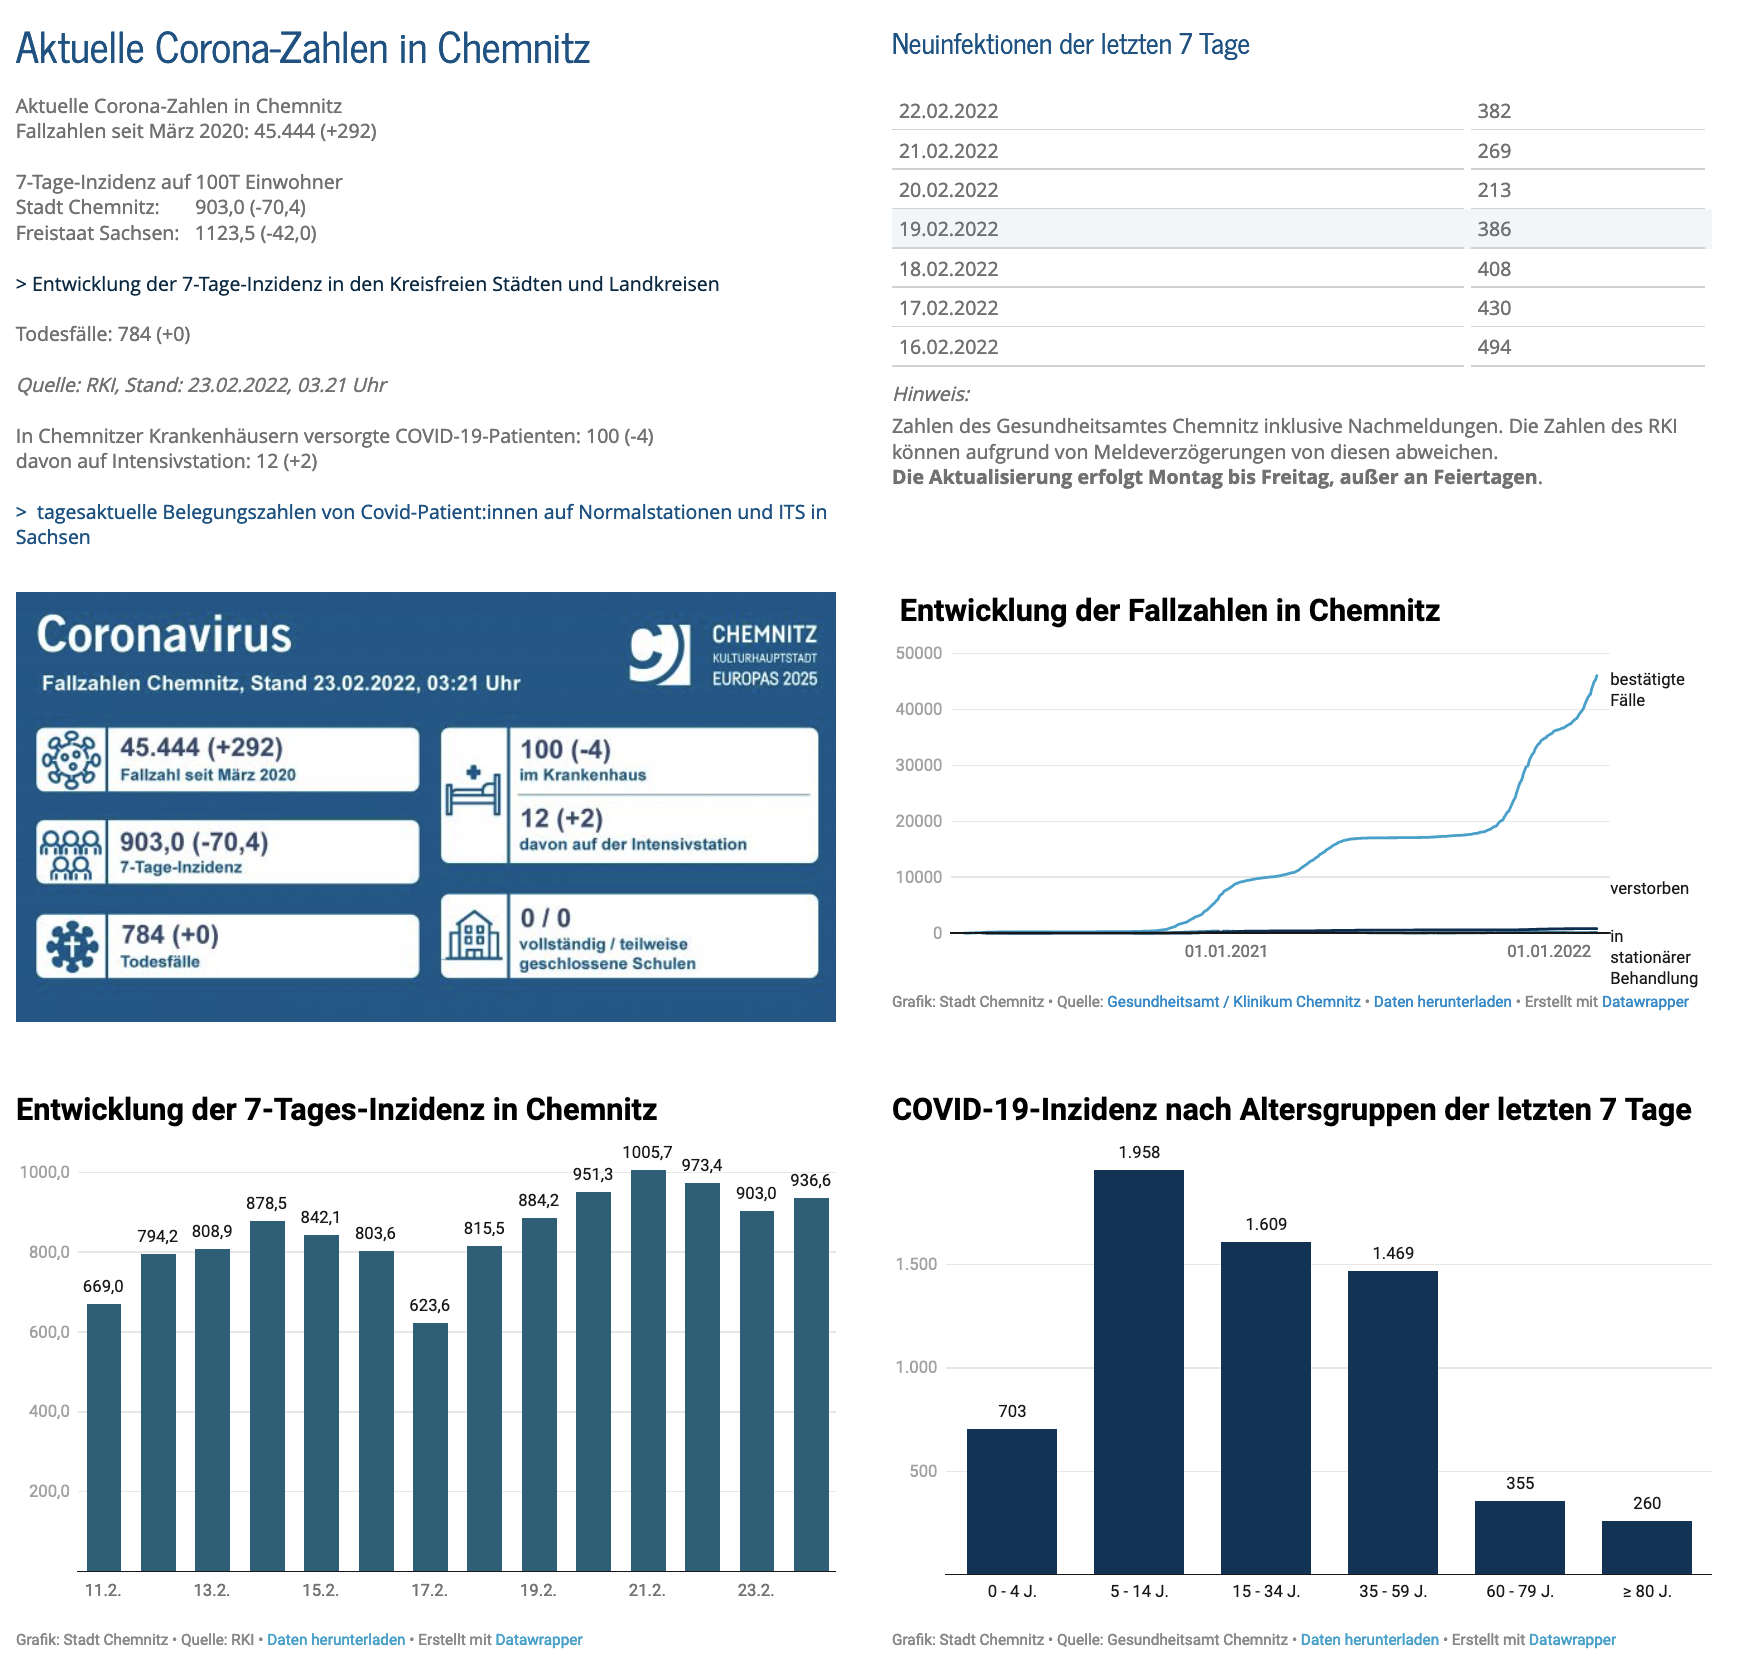 Aktuelle Corona-Zahlen in Chemnitz
Aktuelle Corona-Zahlen in Chemnitz
Fallzahlen seit März 2020: 45.444 (+292)
7-Tage-Inzidenz auf 100T Einwohner
Stadt Chemnitz: 903,0 (-70,4)
Freistaat Sachsen: 1123,5 (-42,0)
> Entwicklung der 7-Tage-Inzidenz in den Kreisfreien Städten und Landkreisen
Todesfälle: 784 (+0)
Quelle: RKI, Stand: 23.02.2022, 03.21 Uhr
In Chemnitzer Krankenhäusern versorgte COVID-19-Patienten: 100 (-4)
davon auf Intensivstation: 12 (+2)
> tagesaktuelle Belegungszahlen von Covid-Patient:innen auf Normalstationen und ITS in
Sachsen
Neuinfektionen der letzten 7 Tage
22.02.2022 382
21.02.2022 269
20.02.2022 213
19.02.2022 386
18.02.2022 408
17.02.2022 430
16.02.2022 494
Hinweis:
Zahlen des Gesundheitsamtes Chemnitz inklusive Nachmeldungen. Die Zahlen des RKI
können aufgrund von Meldeverzögerungen von diesen abweichen.
Die Aktualisierung erfolgt Montag bis Freitag, außer an Feiertagen.
Coronavirus
Fallzahlen Chemnitz, Stand 23.02.2022, 03:21 Uhr
CHEMNITZ
KULTURHAUPTSTADT
EUROPAS 2025
45.444 (+292)
Fallzahl seit März 2020
903,0 (-70,4)
7-Tage-Inzidenz
784 (+0)
Todesfälle
100 (-4)
im Krankenhaus
12 (+2)
davon auf der Intensivstation
0 / 0
vollständig / teilweise
geschlossene Schulen
Entwicklung der Fallzahlen in Chemnitz
50000
40000
30000
20000
10000
0
bestätigte
Fälle
verstorben
in
stationärer
Behandlung
01.01.2021 01.01.2022
Grafik: Stadt Chemnitz • Quelle: Gesundheitsamt / Klinikum Chemnitz • Daten herunterladen • Erstellt mit Datawrapper
Entwicklung der 7-Tages-Inzidenz in Chemnitz
1000,0
800,0
600,0
400,0
200,0
669,0
794,2
808,9
878,5
842,1
803,6
623,6
815,5
884,2
951,3
1005,7
973,4
903,0
936,6
11.2. 13.2. 15.2. 17.2. 19.2. 21.2. 23.2.
Grafik: Stadt Chemnitz • Quelle: RKI • Daten herunterladen • Erstellt mit Datawrapper
COVID-19-Inzidenz nach Altersgruppen der letzten 7 Tage
1.500
1.000
500
703
1.958
1.609
1.469
355
260
0 - 4 J. 5 - 14 J. 15 - 34 J. 35 - 59 J. 60 - 79 J. ≥ 80 J.
Grafik: Stadt Chemnitz • Quelle: Gesundheitsamt Chemnitz • Daten herunterladen • Erstellt mit Datawrapper